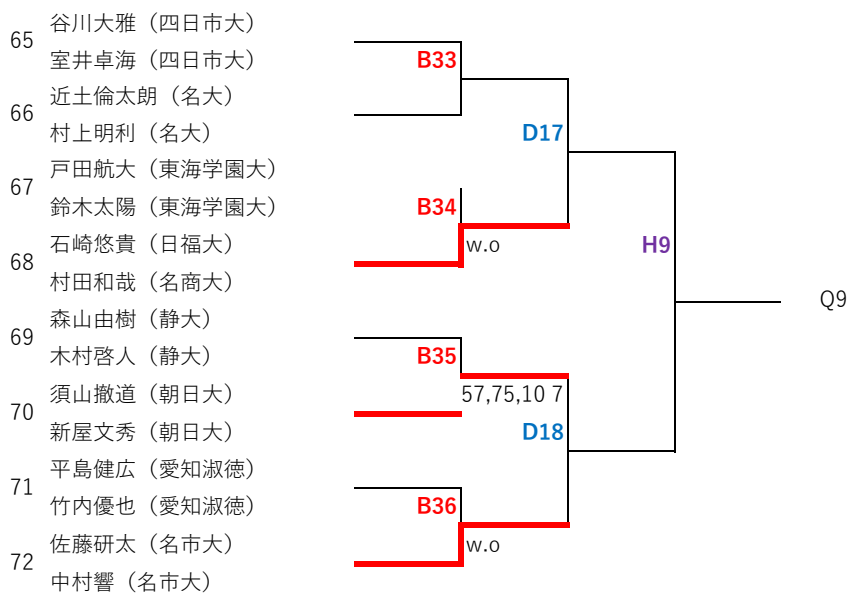 谷川大雅（四日市大）
65
室井卓海（四日市大）
B33
近土倫太朗（名大）
66
村上明利（名大）
D17
戸田航大（東海学園大）
67
鈴木太陽（東海学園大）
B34
石崎悠貴（日福大）
w.o
H9
68
村田和哉（名商大）
Q9
森山由樹（静大）
69
木村啓人（静大）
B35
須山撤道（朝日大）
57,75,10 7
70
新屋文秀（朝日大）
D18
平島健広（愛知淑徳）
71
竹内優也（愛知淑徳）
B36
佐藤研太（名市大）
w.o
72
中村響（名市大）